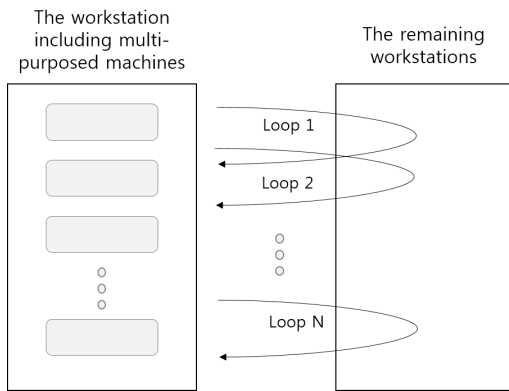 The workstation
including multi-
purposed machines
The remaining
workstations
Loop 1
Loop 2
Loop N